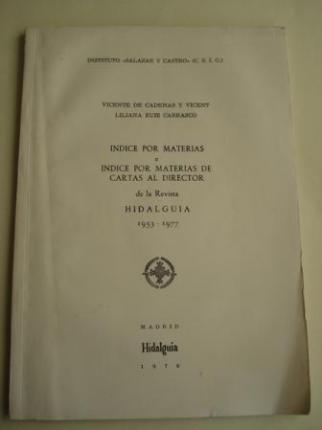 INSTITUTO «SALAZAR Y CASTRO» (C. S. I. C.)
VICENTE DE CADENAS Y VICENT
LILIANA RUIZ CARRASCO
INDICE POR MATERIAS
e
INDICE POR MATERIAS DE
CARTAS AL DIRECTOR
de la Revista
HIDALGUIA
1953 - 1977
MADRID
Hidalguia